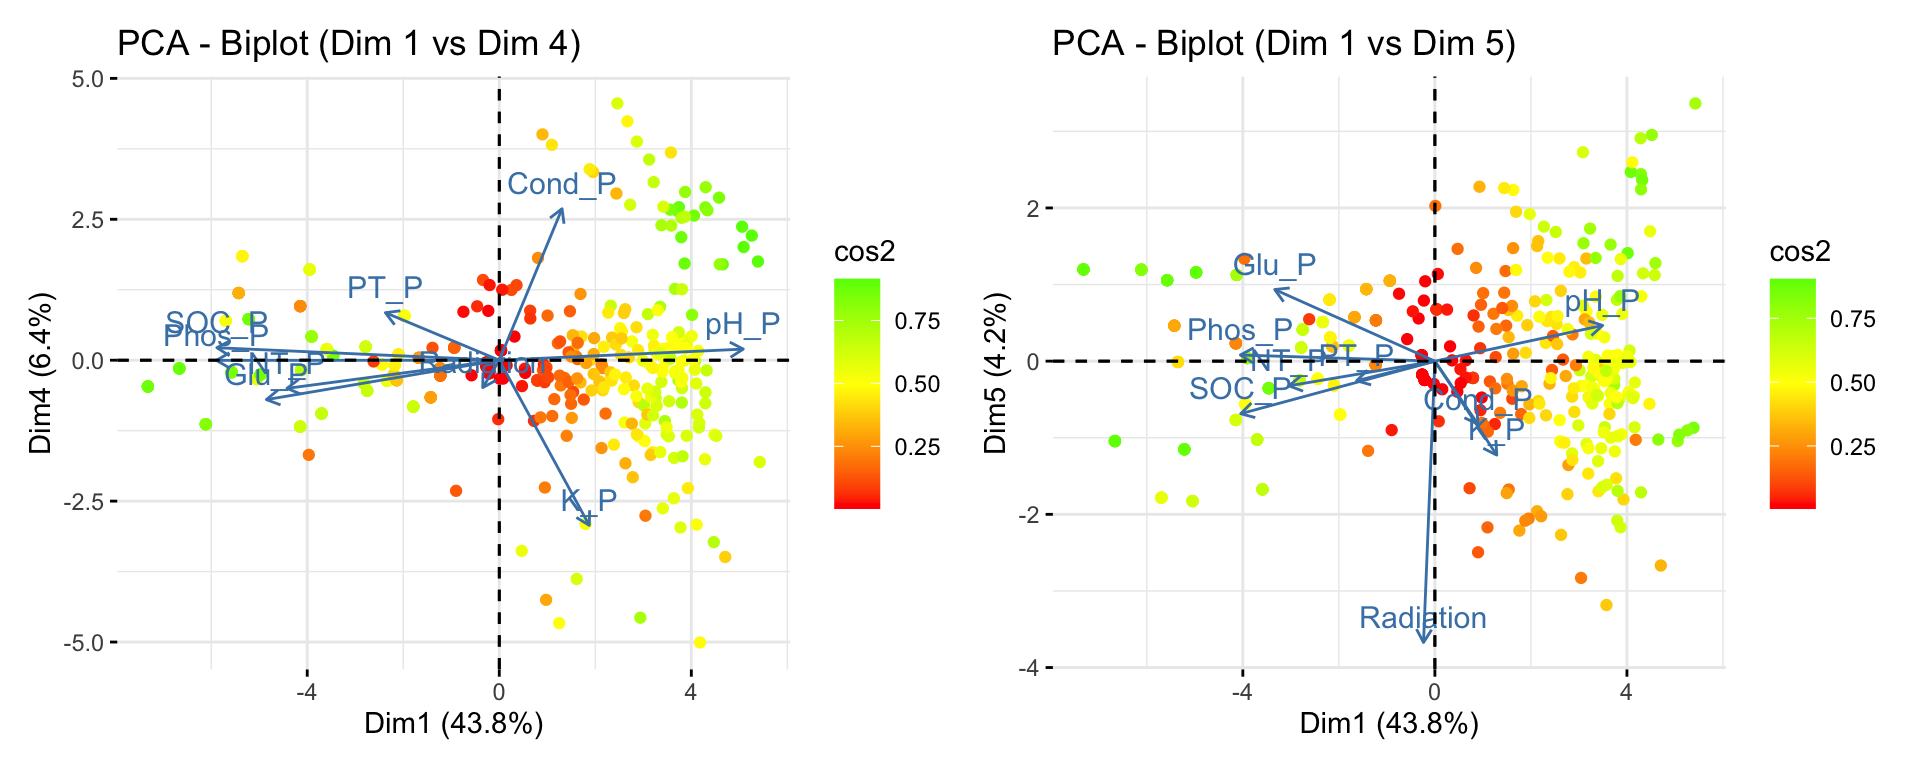 PCA - Biplot (Dim 1 vs Dim 4)
5.0
2.5
0.0
-2.5
-5.0
Dim4 (6.4%)
Cond_P
PT_P
SOC_P
Phos_P
NT_P
Glu_P
Radiation
pH_P
K_P
-4
0
4
Dim1 (43.8%)
cos2
0.75
0.50
0.25
PCA - Biplot (Dim 1 vs Dim 5)
2
0
-2
-4
Dim5 (4.2%)
Glu_P
pH_P
Phos_P
NT_P
PT_P
SOC_P
Cond_P
K_P
Radiation
-4
0
4
Dim1 (43.8%)
cos2
0.75
0.50
0.25